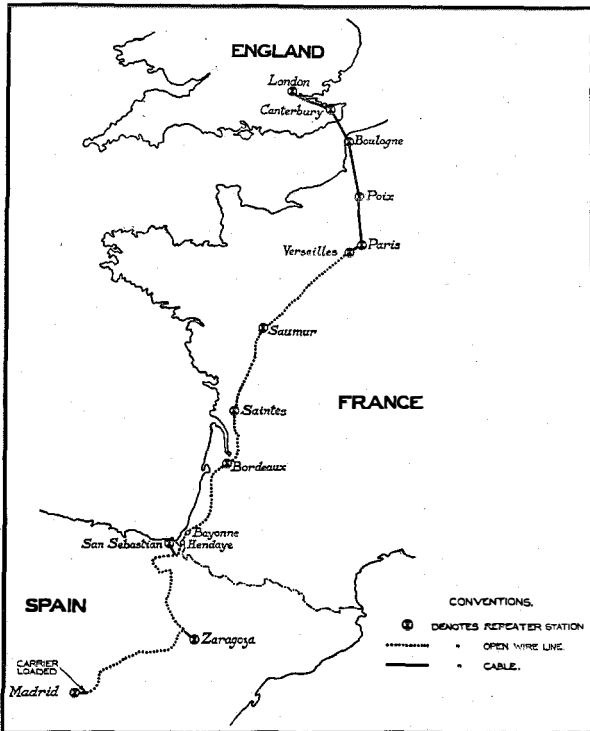 ENGLAND
London
Canterbury
Boulogne
Poix
Paris
Versailles
Saumur
FRANCE
Saintes
Bordeaux
Bayonne
Hendaye
San Sebastian
SPAIN
Zaragoza
CARRIER
LOADED
Madrid
CONVENTIONS.
DENOTES REPEATER STATION
" OPEN WIRE LINE.
" CABLE.